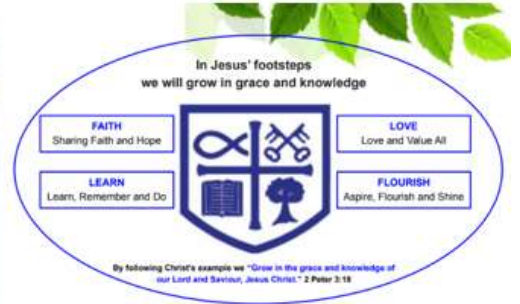 In Jesus' footsteps
we will grow in grace and knowledge
FAITH
Sharing Faith and Hope
LOVE
Love and Value All
LEARN
Learn, Remember and Do
FLOURISH
Aspire, Flourish and Shine
By following Christ's example we "Grow in the grace and knowledge of
our Lord and Saviour, Jesus Christ." 2 Peter 3:18